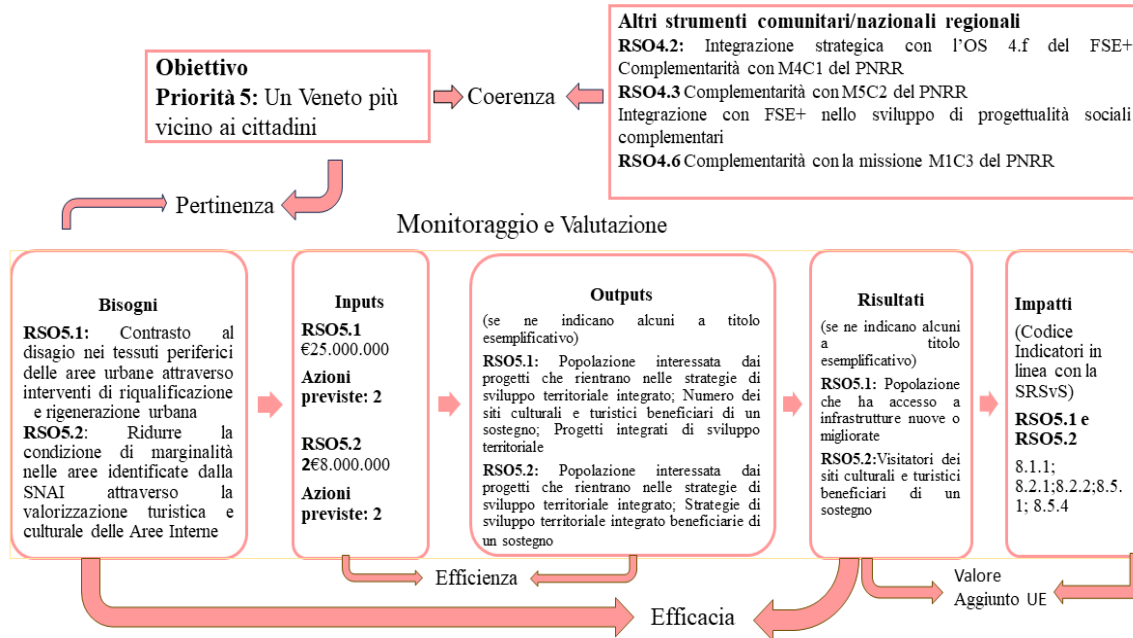 Altri strumenti comunitari/nazionali regionali
RSO4.2: Integrazione strategica con l'OS 4.f del FSE+
Complementarità con M4C1 del PNRR
RSO4.3 Complementarità con M5C2 del PNRR
Integrazione con FSE+ nello sviluppo di progettualità sociali
complementari
RSO4.6 Complementarità con la missione M1C3 del PNRR
Obiettivo
Priorità 5: Un Veneto più
vicino ai cittadini
Coerenza
Pertinenza
Monitoraggio e Valutazione
Bisogni
RSO5.1: Contrasto al
disagio nei tessuti periferici
delle aree urbane attraverso
interventi di riqualificazione
e rigenerazione urbana
RSO5.2: Ridurre la
condizione di marginalità
nelle aree identificate dalla
SNAI attraverso la
valorizzazione turistica e
culturale delle Aree Interne
Inputs
RSO5.1
€25.000.000
Azioni
previste: 2
RSO5.2
2€8.000.000
Azioni
previste: 2
Outputs
(se ne indicano alcuni a titolo
esemplificativo)
RSO5.1: Popolazione interessata dai
progetti che rientrano nelle strategie di
sviluppo territoriale integrato; Numero dei
siti culturali e turistici beneficiari di un
sostegno; Progetti integrati di sviluppo
territoriale
RSO5.2: Popolazione interessata dai
progetti che rientrano nelle strategie di
sviluppo territoriale integrato; Strategie di
sviluppo territoriale integrato beneficiarie di
un sostegno
Risultati
(se ne indicano alcuni
a titolo
esemplificativo)
RSO5.1: Popolazione
che ha accesso a
infrastrutture nuove o
migliorate
RSO5.2:Visitatori dei
siti culturali e turistici
beneficiari di un
sostegno
Impatti
(Codice
Indicatori in
linea con la
SRSvS)
RSO5.1 e
RSO5.2
8.1.1;
8.2.1;8.2.2;8.5.
1; 8.5.4
Efficienza
Efficacia
Valore
Aggiunto UE